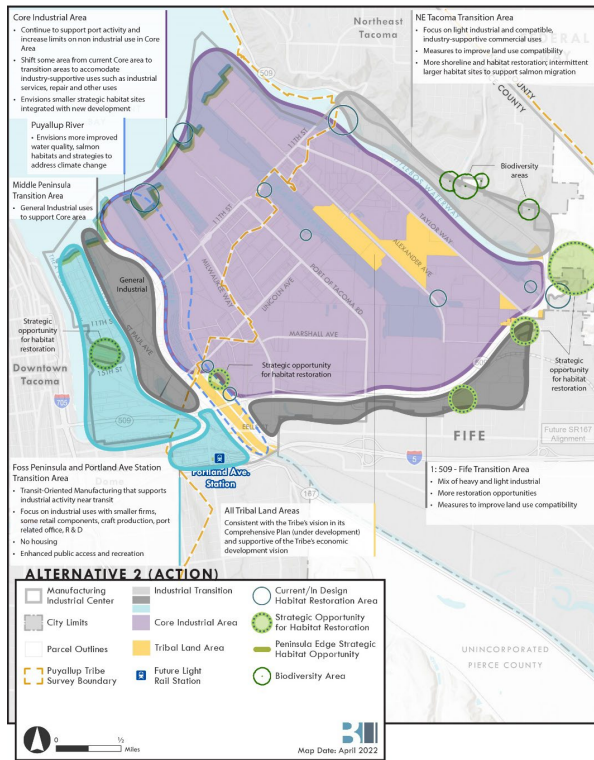 Core Industrial Area
• Continue to support port activity and
increase limits on non industrial use in Core
Area
• Shift some area from current Core area to
transition areas to accomodate
industry-supportive uses such as industrial
services, repair and other uses
• Envisions smaller strategic habitat sites
integrated with new development
Northeast
Tacoma
NE Tacoma Transition Area
• Focus on light industrial and compatible,
industry-supportive commercial uses
• Measures to improve land use compatibility
• More shoreline and habitat restoration; intermittent
larger habitat sites to support salmon migration
COUNTY
COUNTY
509
Puyallup River
• Envisions more improved
water quality, salmon
habitats and strategies to
address climate change
Middle Peninsula
Transition Area
• General Industrial uses
to support Core area
11TH ST
Biodiversity
areas
TAYLOR WAY
ALEXANDER AVE
11TH ST
MILWAUKEE WAY
LINCOLN AVE
PORT OF TACOMA RD
MARSHALL AVE
General
Industrial
ST PAUL AVE
11TH ST
15TH ST
Strategic
opportunity
for habitat
restoration
Downtown
Tacoma
705
509
Strategic opportunity
for habitat restoration
Strategic
opportunity
for habitat
restoration
FIFE
Future SR167
Alignment
5
Portland Ave.
Station
187
Foss Peninsula and Portland Ave Station
Transition Area
• Transit-Oriented Manufacturing that supports
industrial activity near transit
• Focus on industrial uses with smaller firms,
some retail components, craft production, port
related office, R & D
• No housing
• Enhanced public access and recreation
All Tribal Land Areas
Consistent with the Tribe's vision in its
Comprehensive Plan (under development)
and supportive of the Tribe's economic
development vision
1: 509 - Fife Transition Area
• Mix of heavy and light industrial
• More restoration opportunities
• Measures to improve land use compatibility
UNINCORPORATED
PIERCE COUNTY
ALTERNATIVE 2 (ACTION)
Manufacturing
Industrial Center
City Limits
Parcel Outlines
Puyallup Tribe
Survey Boundary
Industrial Transition
Core Industrial Area
Tribal Land Area
Future Light
Rail Station
Current/In Design
Habitat Restoration Area
Strategic Opportunity
for Habitat Restoration
Peninsula Edge Strategic
Habitat Opportunity
Biodiversity Area
0 ½
Miles
Map Date: April 2022